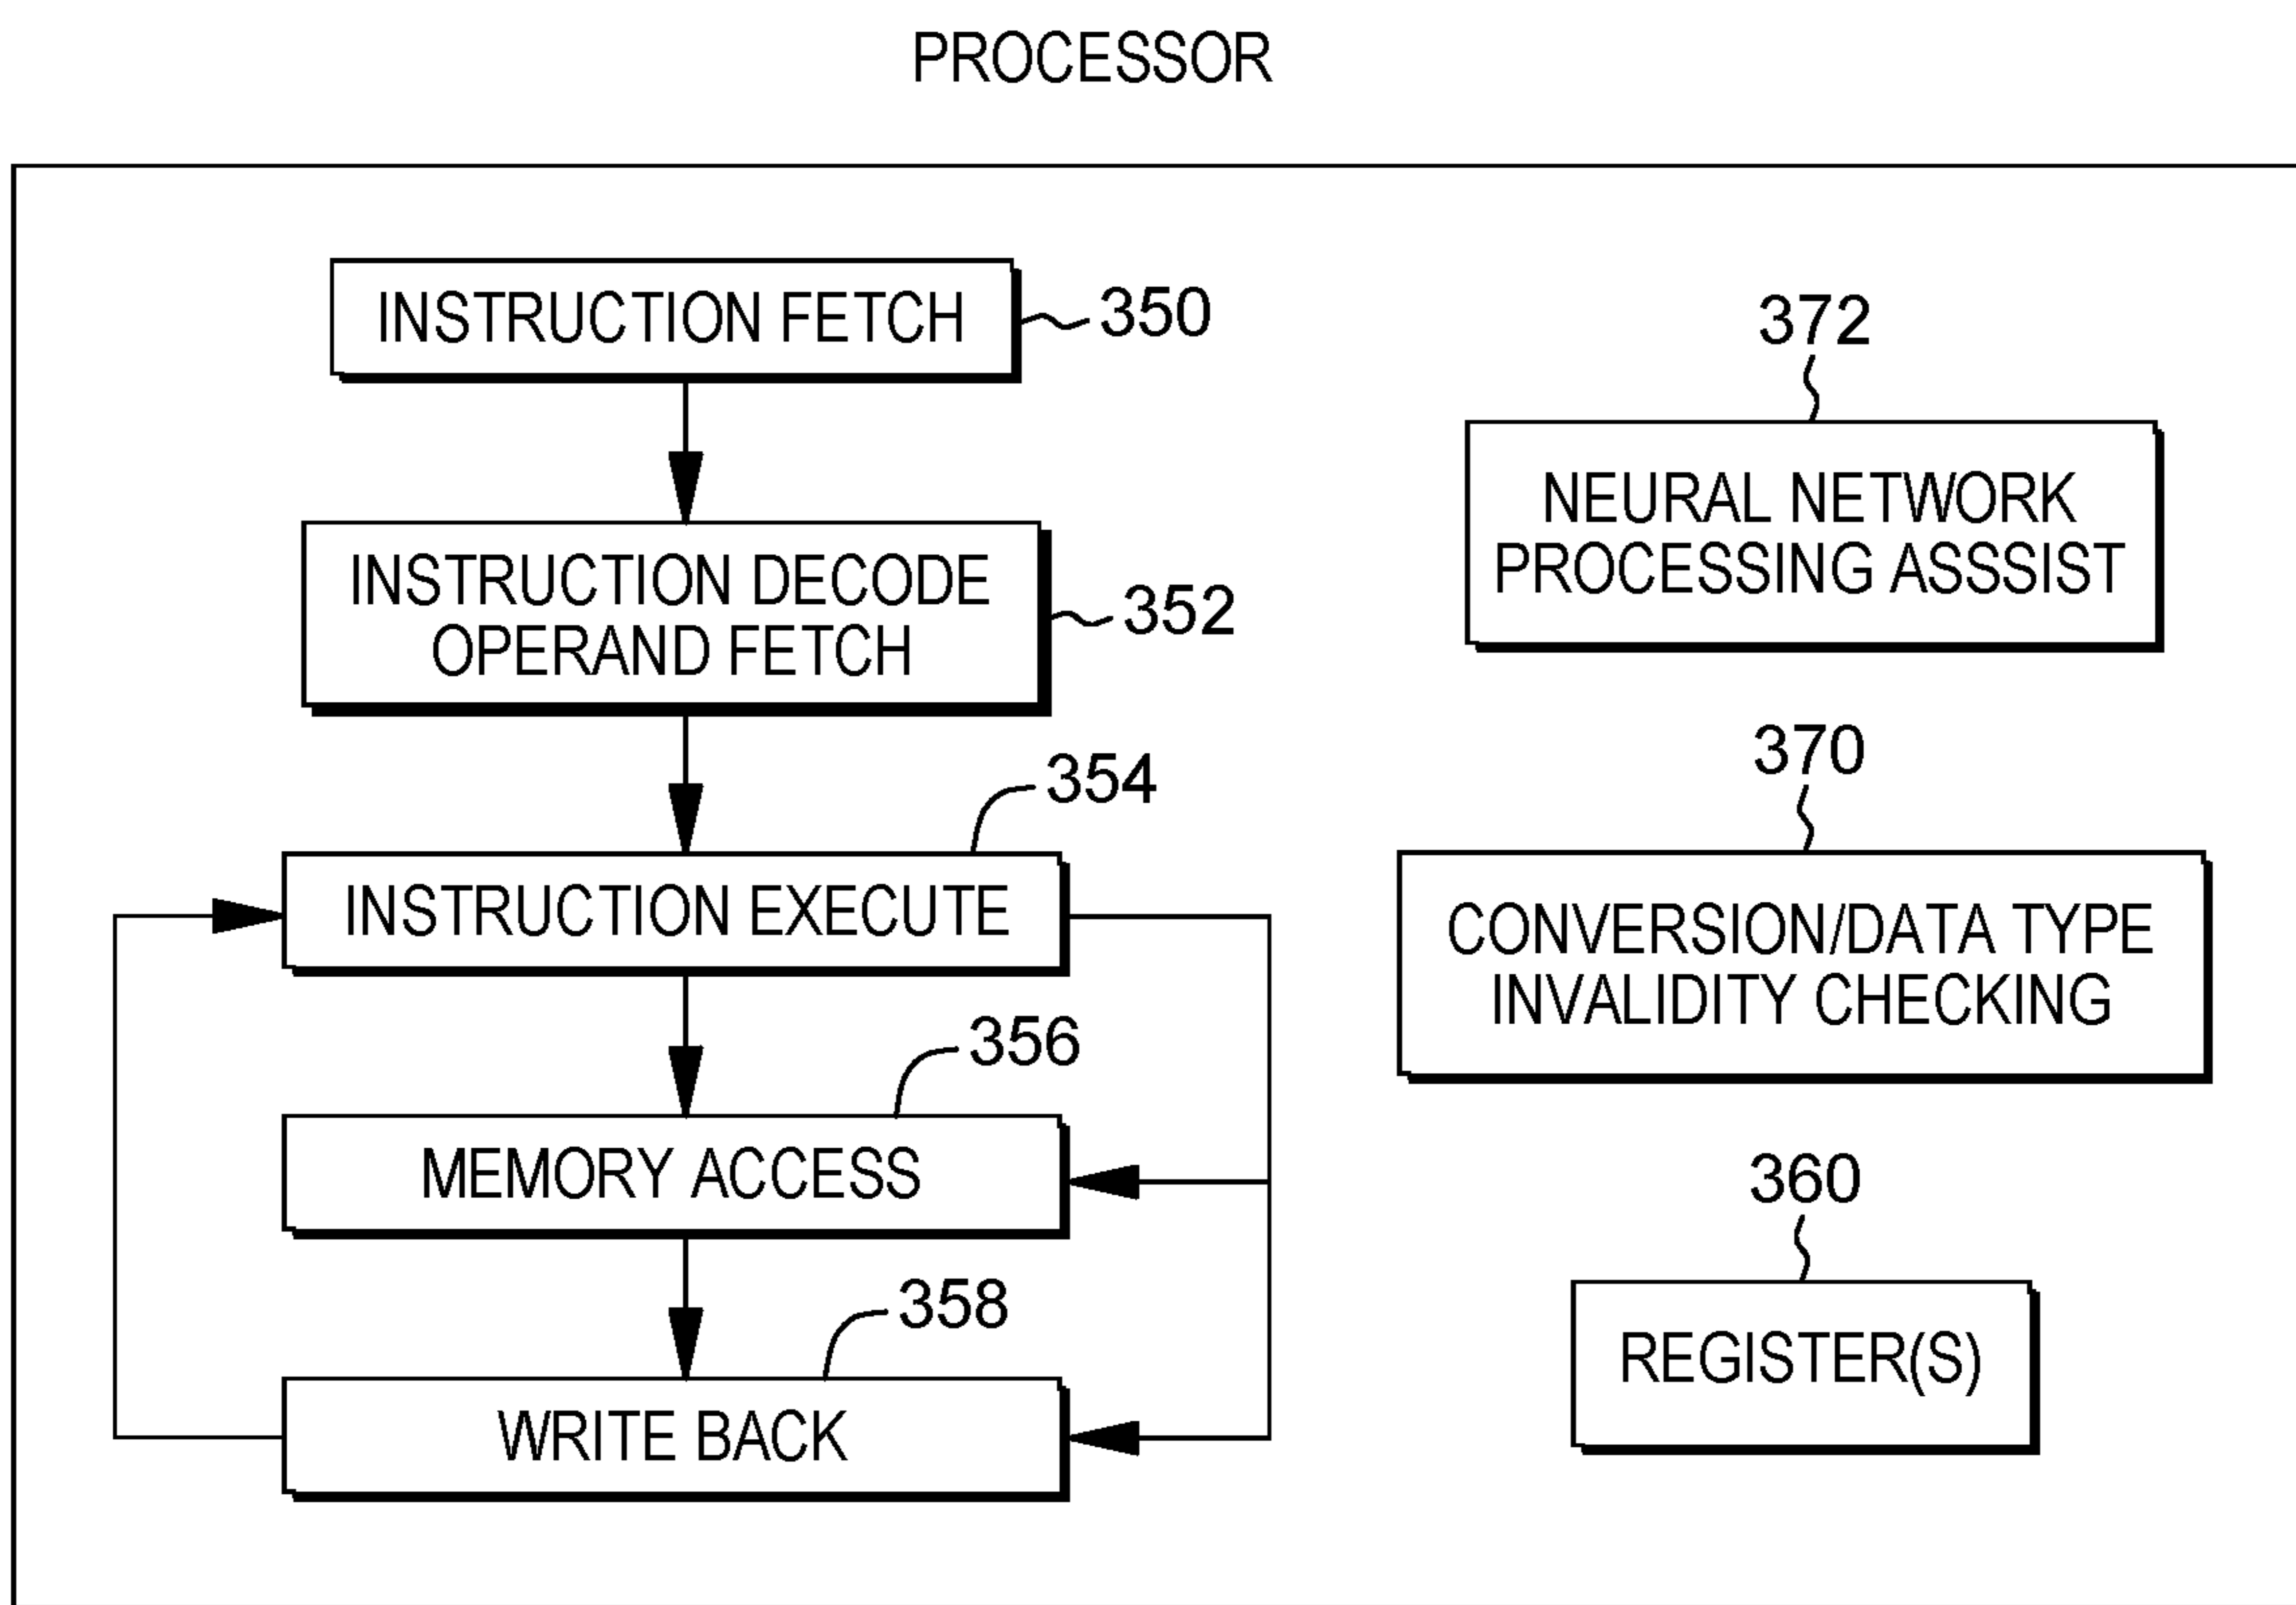 PROCESSOR
INSTRUCTION FETCH
350
INSTRUCTION DECODE
OPERAND FETCH
352
354
INSTRUCTION EXECUTE
356
MEMORY ACCESS
358
WRITE BACK
372
NEURAL NETWORK
PROCESSING ASSSIST
370
CONVERSION/DATA TYPE
INVALIDITY CHECKING
360
REGISTER(S)